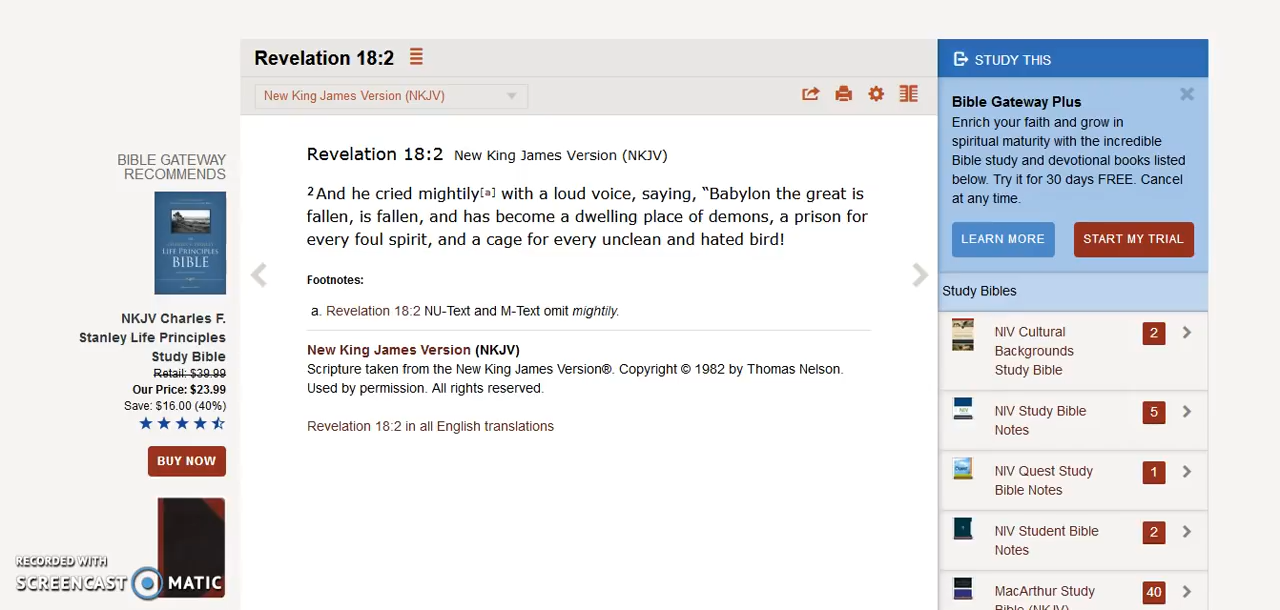 Revelation 18:2
New King James Version (NKJV)
BIBLE GATEWAY
RECOMMENDS
LIFE PRINCIPLES
BIBLE
NKJV Charles F.
Stanley Life Principles
Study Bible
Retail: $39.99
Our Price: $23.99
Save: $16.00 (40%)
BUY NOW
RECORDED WITH
SCREENCAST MATIC
Revelation 18:2 New King James Version (NKJV)
2 And he cried mightily[a] with a loud voice, saying, “Babylon the great is
fallen, is fallen, and has become a dwelling place of demons, a prison for
every foul spirit, and a cage for every unclean and hated bird!
Footnotes:
a. Revelation 18:2 NU-Text and M-Text omit mightily.
New King James Version (NKJV)
Scripture taken from the New King James Version®. Copyright © 1982 by Thomas Nelson.
Used by permission. All rights reserved.
Revelation 18:2 in all English translations
STUDY THIS
Bible Gateway Plus
Enrich your faith and grow in
spiritual maturity with the incredible
Bible study and devotional books listed
below. Try it for 30 days FREE. Cancel
at any time.
LEARN MORE START MY TRIAL
Study Bibles
NIV Cultural
Backgrounds
Study Bible
2
NIV Study Bible
Notes
5
NIV Quest Study
Bible Notes
1
NIV Student Bible
Notes
2
MacArthur Study
Bible (NKJV)
40